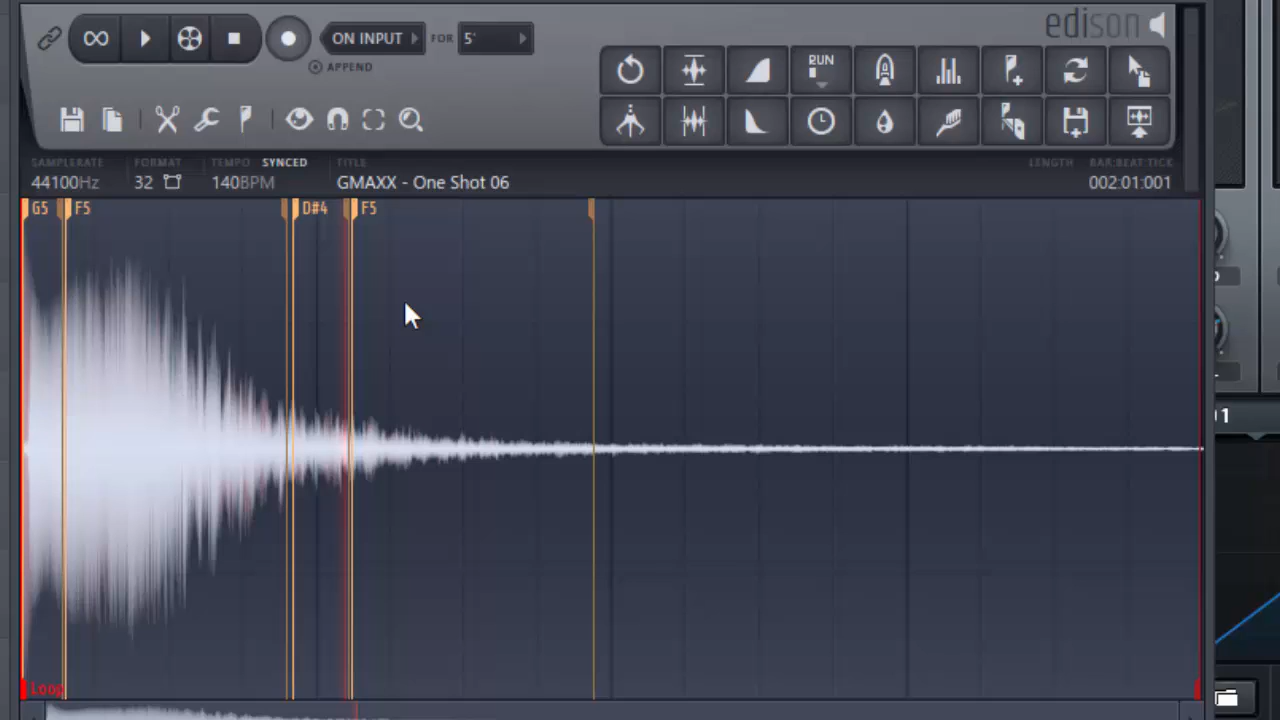 edison
ON INPUT FOR 5'
APPEND
RUN
SAMPLERATE FORMAT TEMPO SYNCED TITLE LENGTH BAR:BEAT:TICK
44100Hz 32 140BPM GMAXX - One Shot 06 002:01:001
G5 F5 D#4 F5
Loop